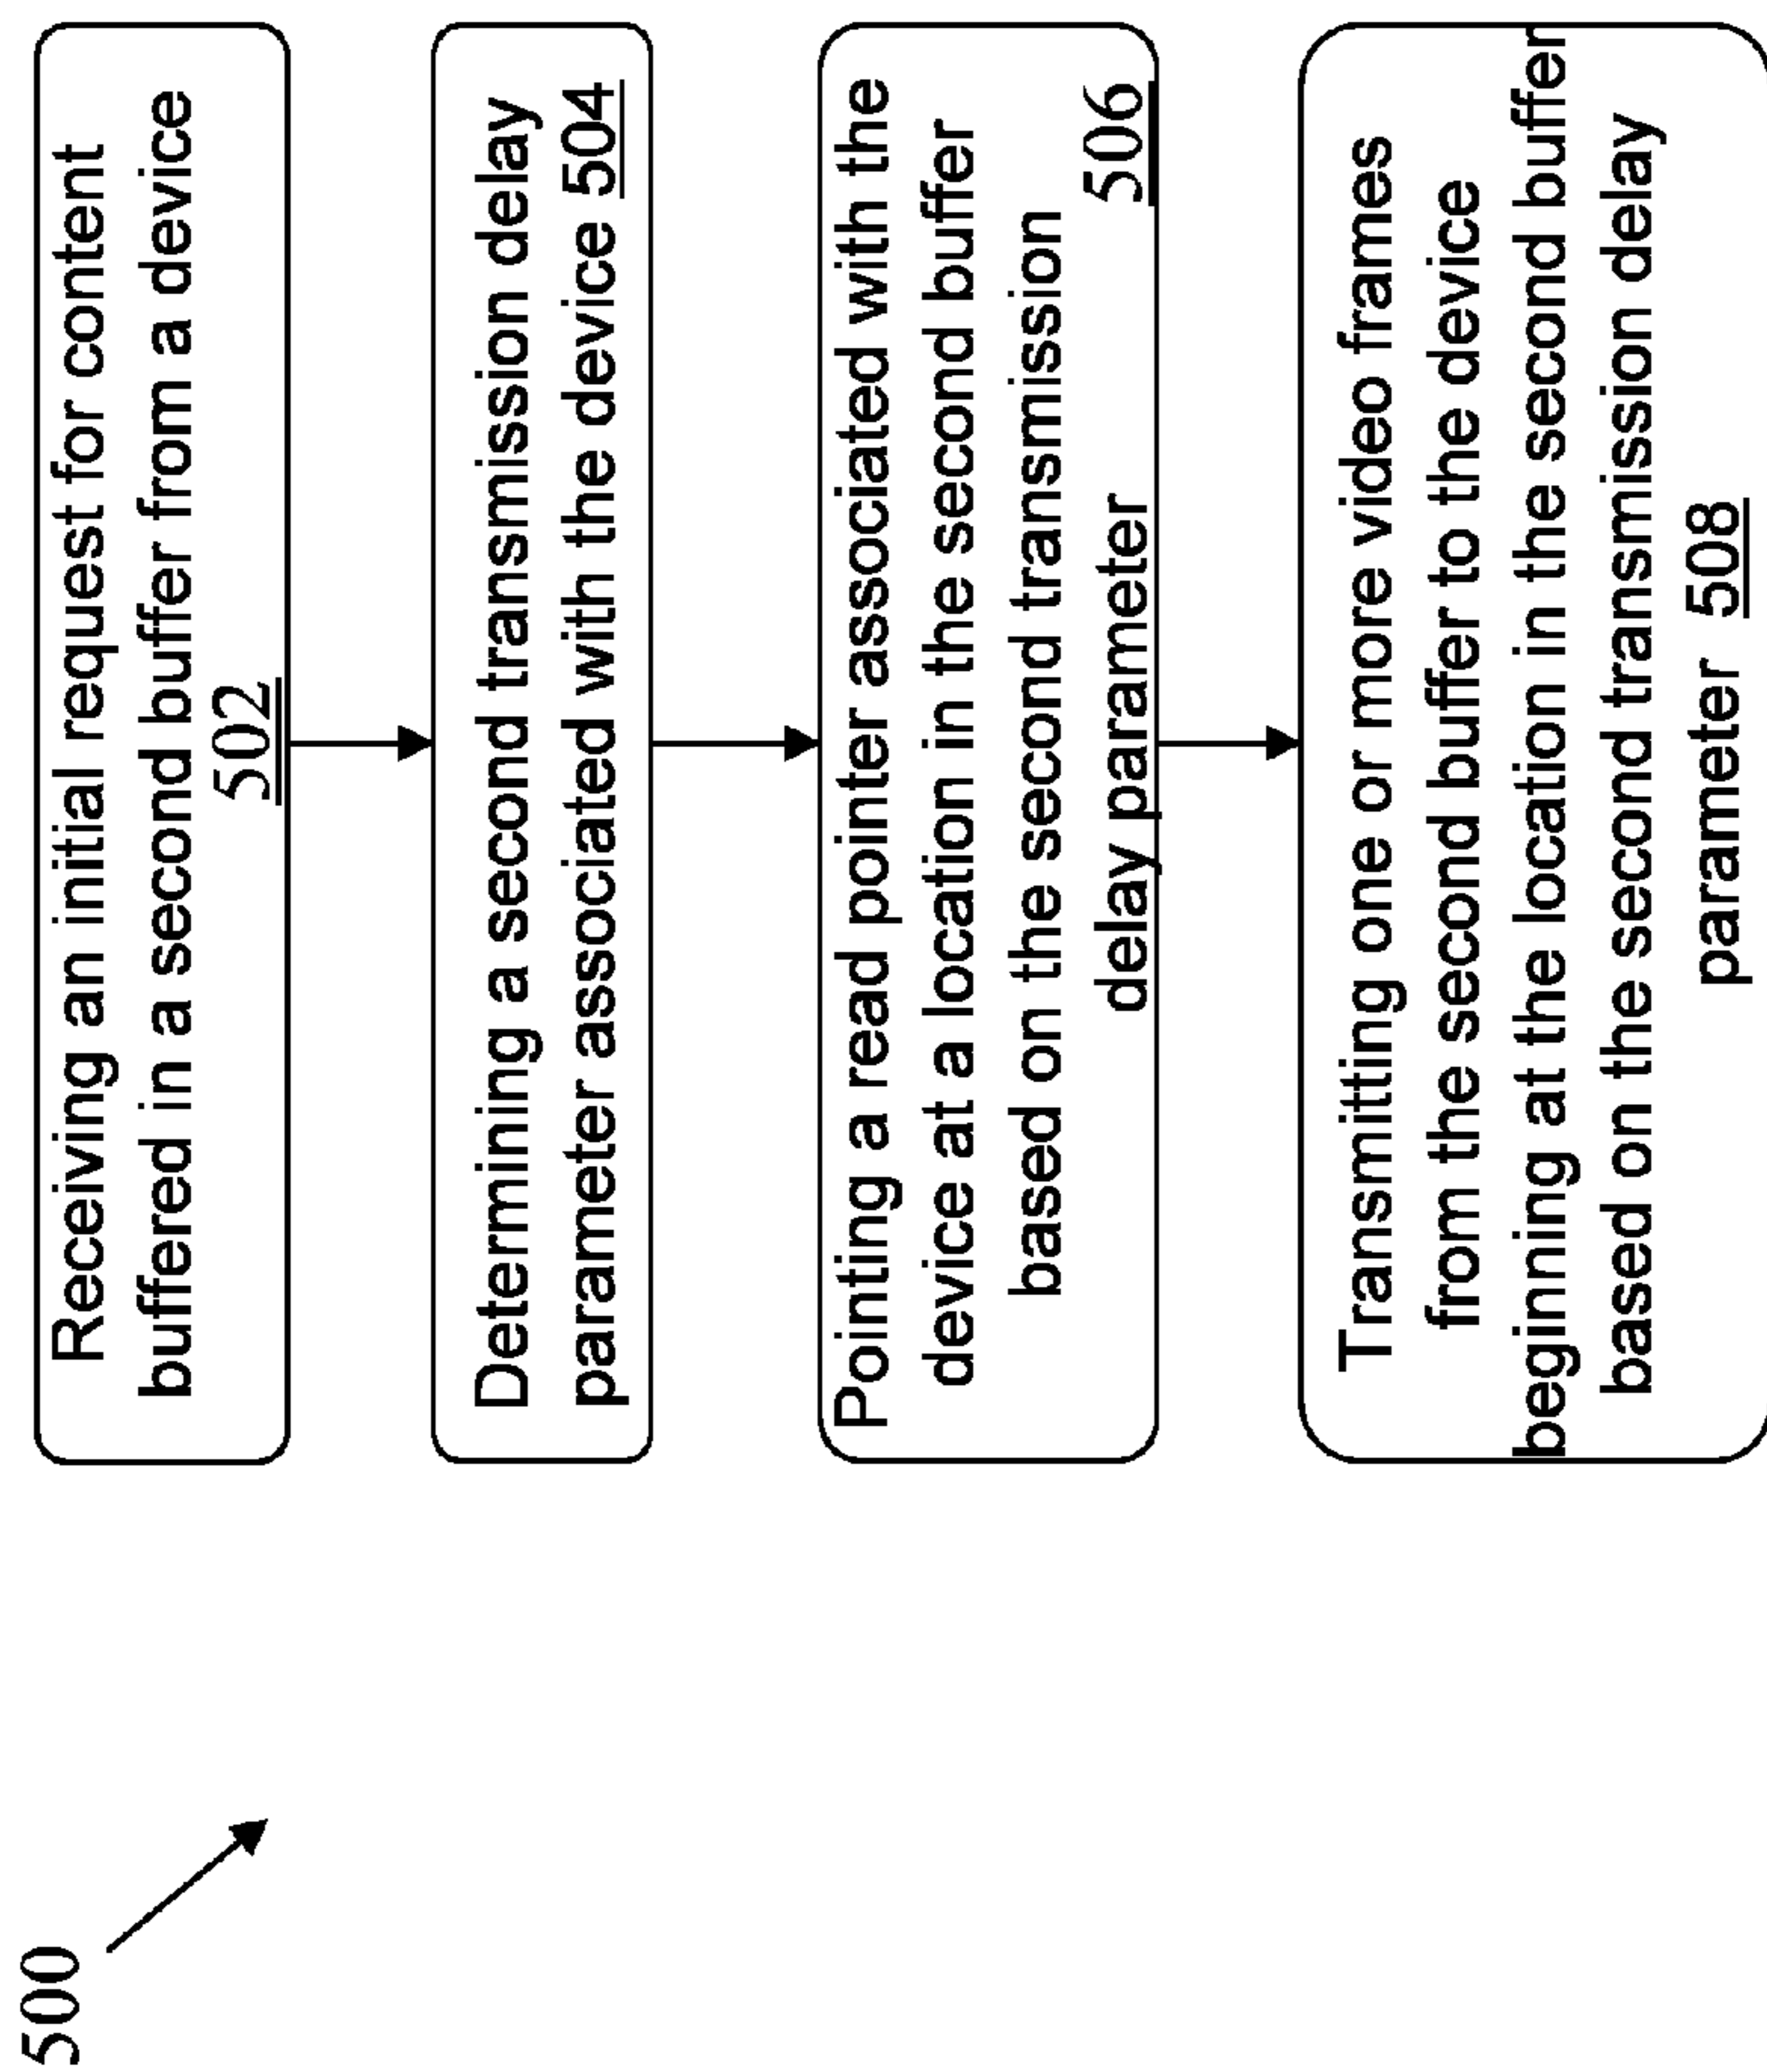 500
Receiving an initial request for content
buffered in a second buffer from a device
502
Determining a second transmission delay
parameter associated with the device 504
Pointing a read pointer associated with the
device at a location in the second buffer
based on the second transmission
delay parameter 506
Transmitting one or more video frames
from the second buffer to the device
beginning at the location in the second buffer
based on the second transmission delay
parameter 508